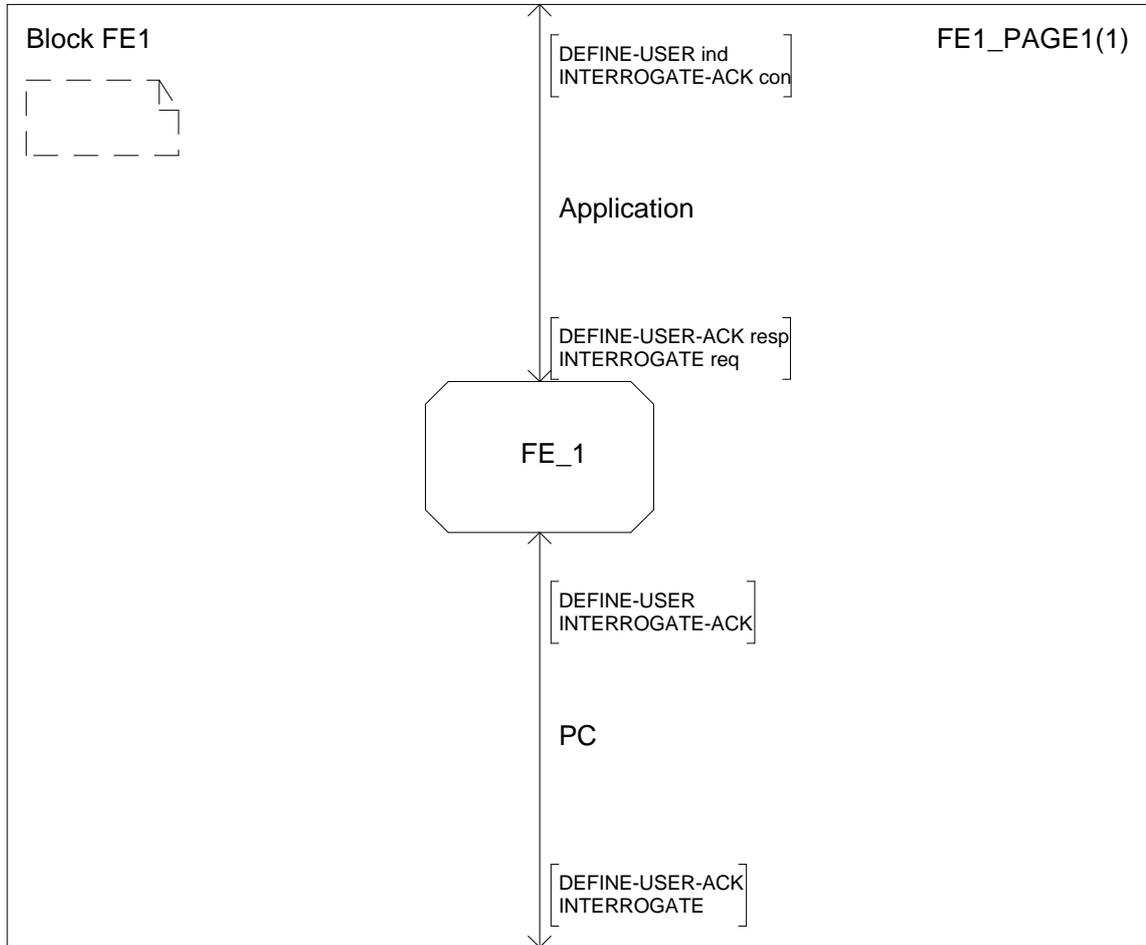 Block FE1
FE1_PAGE1(1)
DEFINE-USER ind
INTERROGATE-ACK con
Application
DEFINE-USER-ACK resp
INTERROGATE req
FE_1
DEFINE-USER
INTERROGATE-ACK
PC
DEFINE-USER-ACK
INTERROGATE